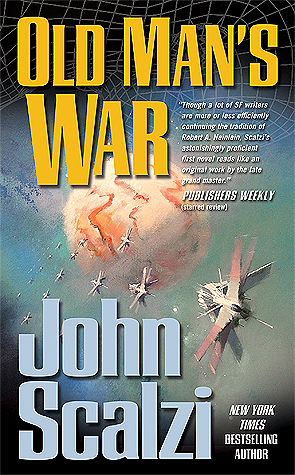 OLD MAN'S
WAR
"Though a lot of SF writers
are more or less efficiently
continuing the tradition of
Robert A. Heinlein, Scalzi's
astonishingly proficient
first novel reads like an
original work by the late
grand master."
PUBLISHERS WEEKLY
(starred review)
John
Scalzi
NEW YORK
TIMES
BESTSELLING
AUTHOR